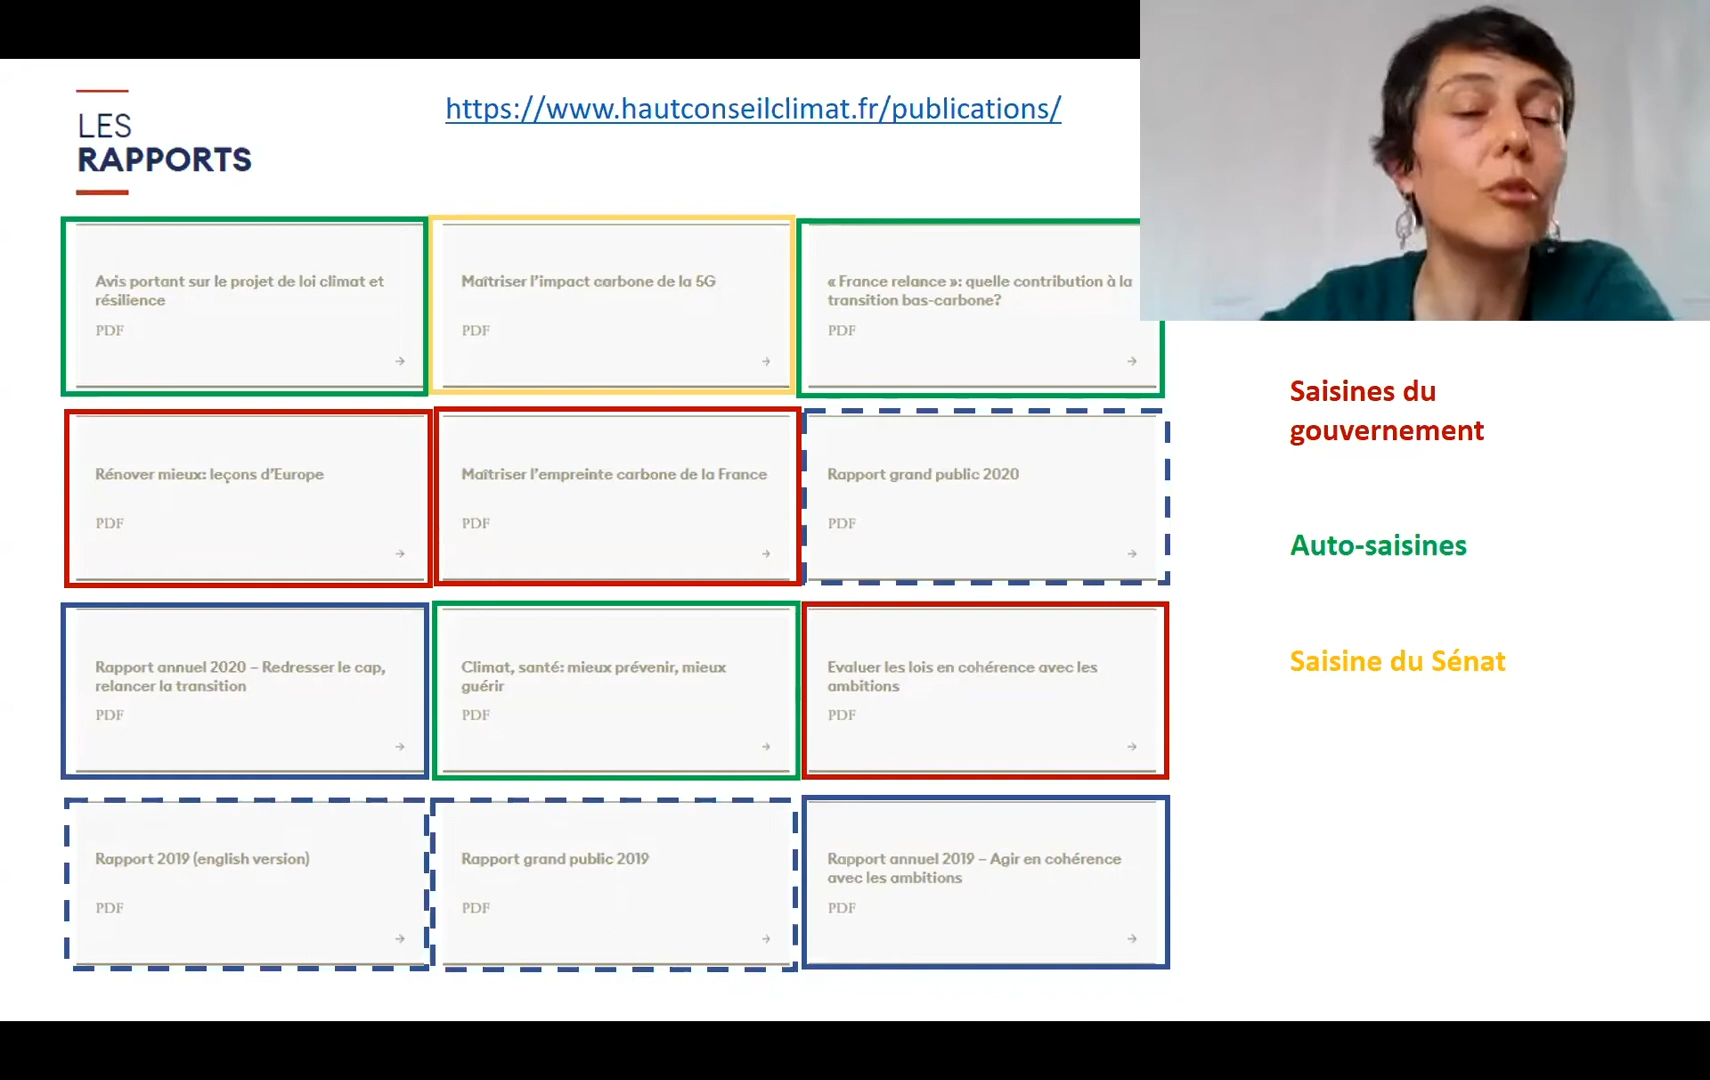 LES
RAPPORTS
https://www.hautconseilclimat.fr/publications/
Avis portant sur le projet de loi climat et
résilience
PDF
Maîtriser l'impact carbone de la 5G
PDF
« France relance »: quelle contribution à la
transition bas-carbone?
PDF
Rénover mieux: leçons d'Europe
PDF
Maîtriser l'empreinte carbone de la France
PDF
Rapport grand public 2020
PDF
Rapport annuel 2020 – Redresser le cap,
relancer la transition
PDF
Climat, santé: mieux prévenir, mieux
guérir
PDF
Evaluer les lois en cohérence avec les
ambitions
PDF
Rapport 2019 (english version)
PDF
Rapport grand public 2019
PDF
Rapport annuel 2019 – Agir en cohérence
avec les ambitions
PDF
Saisines du
gouvernement
Auto-saisines
Saisine du Sénat